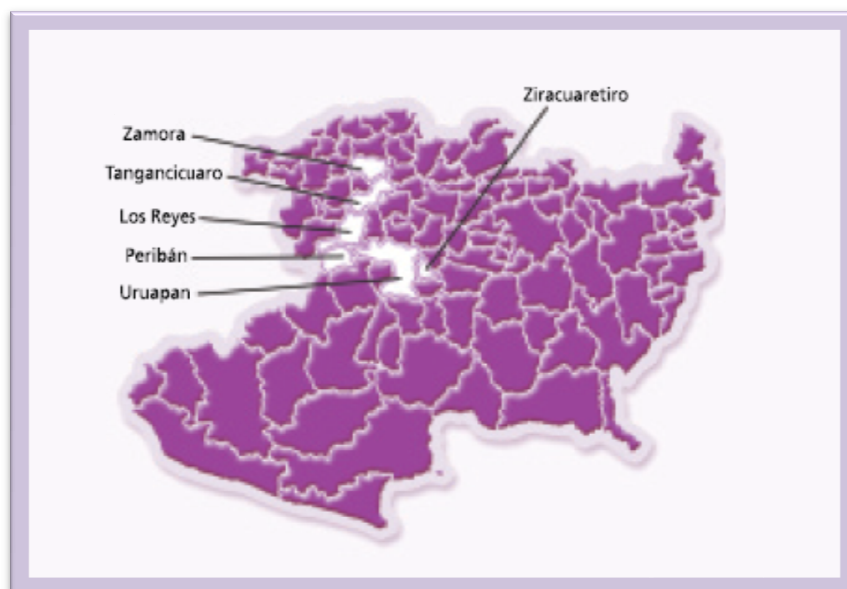 Ziracuaretiro
Zamora
Tangancicuaro
Los Reyes
Peribán
Uruapan